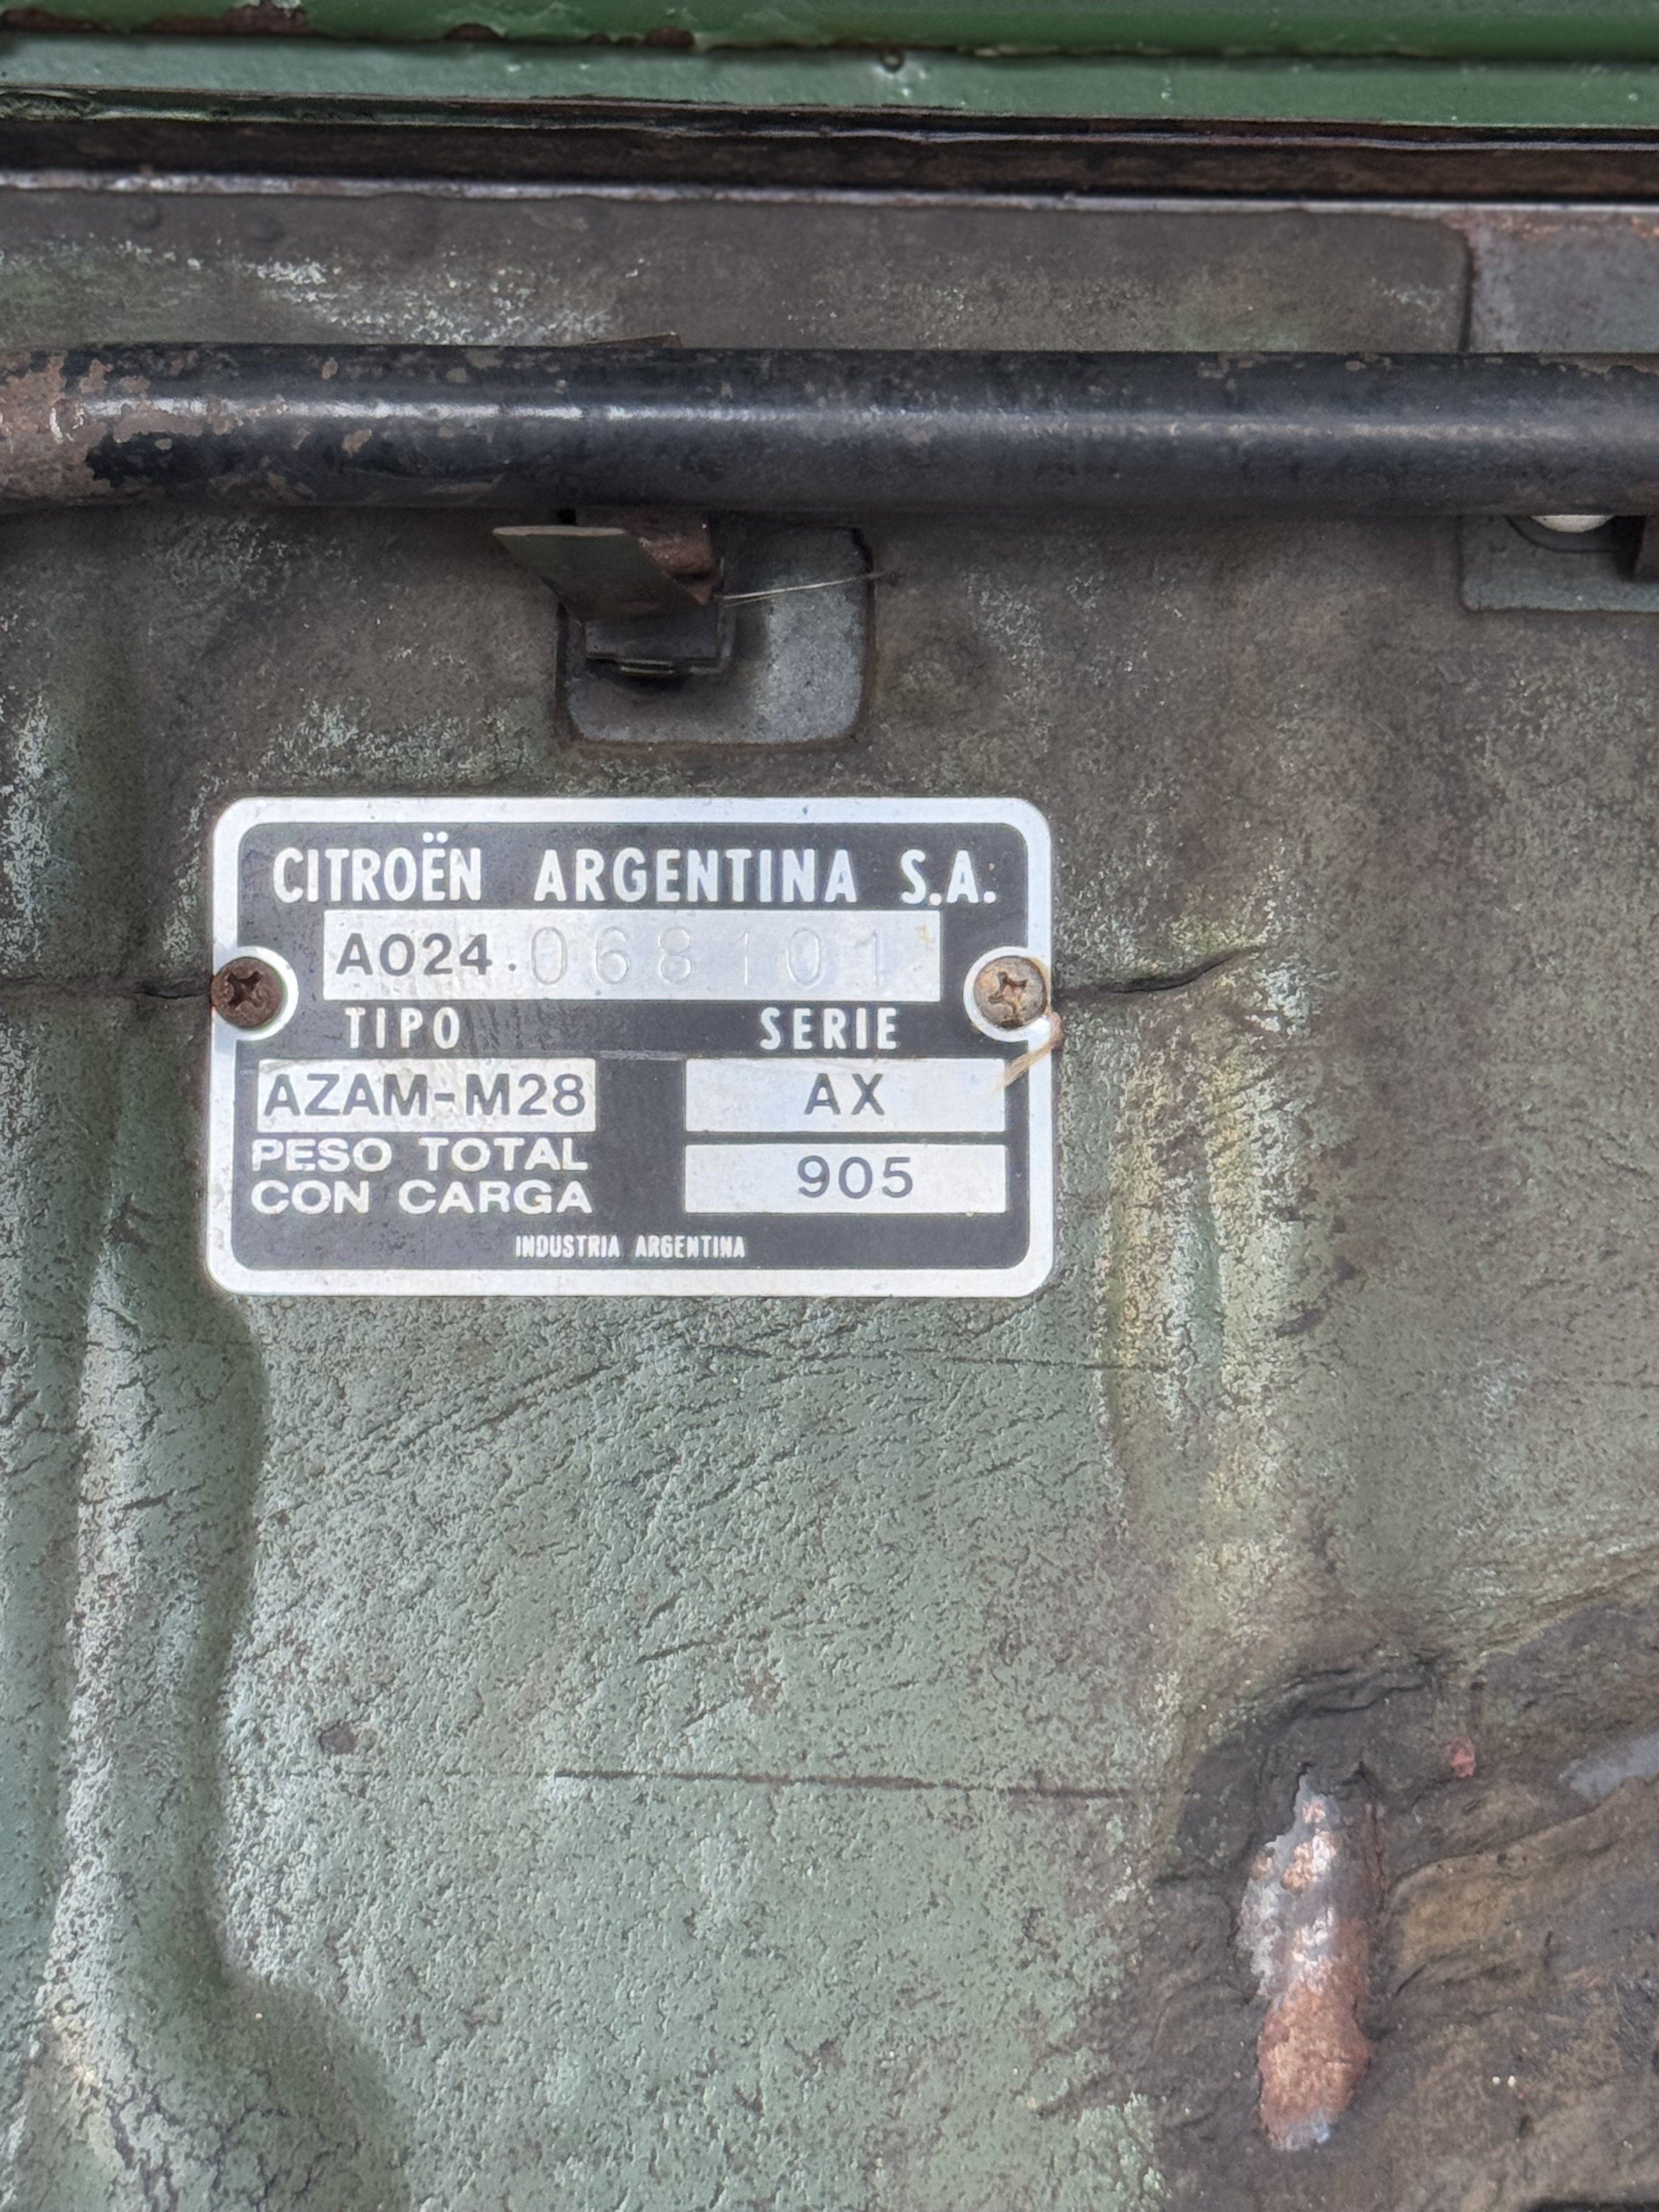 CITROËN ARGENTINA S.A.
A024.068101
TIPO SERIE
AZAM-M28 AX
PESO TOTAL
CON CARGA 905
INDUSTRIA ARGENTINA